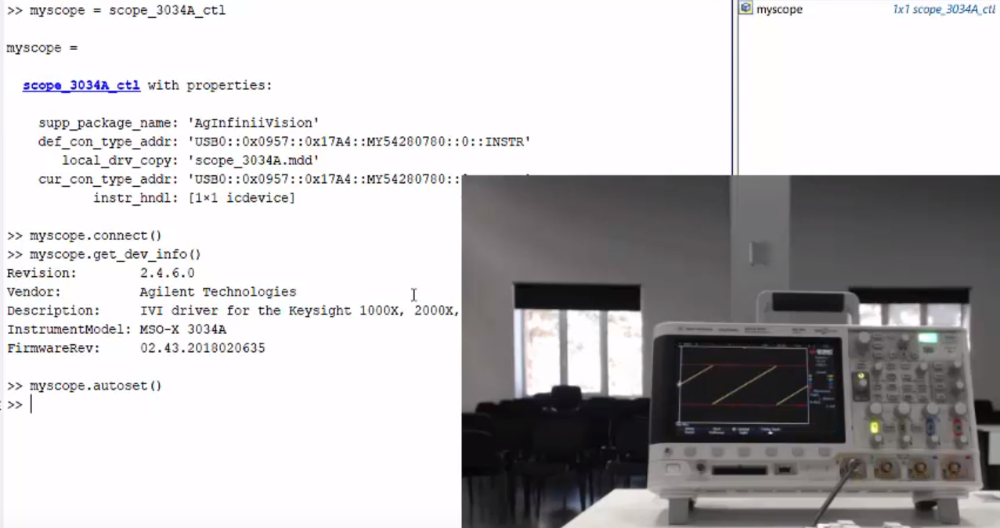 >> myscope = scope_3034A_ctl
myscope =
scope_3034A_ctl with properties:
supp_package_name: 'AgInfiniiVision'
def_con_type_addr: 'USB0::0x0957::0x17A4::MY54280780::0::INSTR'
local_drv_copy: 'scope_3034A.mdd'
cur_con_type_addr: 'USB0::0x0957::0x17A4::MY54280780::
instr_hndl: [1×1 icdevice]
>> myscope.connect()
>> myscope.get_dev_info()
Revision: 2.4.6.0
Vendor: Agilent Technologies
Description: IVI driver for the Keysight 1000X, 2000X,
InstrumentModel: MSO-X 3034A
FirmwareRev: 02.43.2018020635
>> myscope.autoset()
>>
myscope 1x1 scope_3034A_ctl